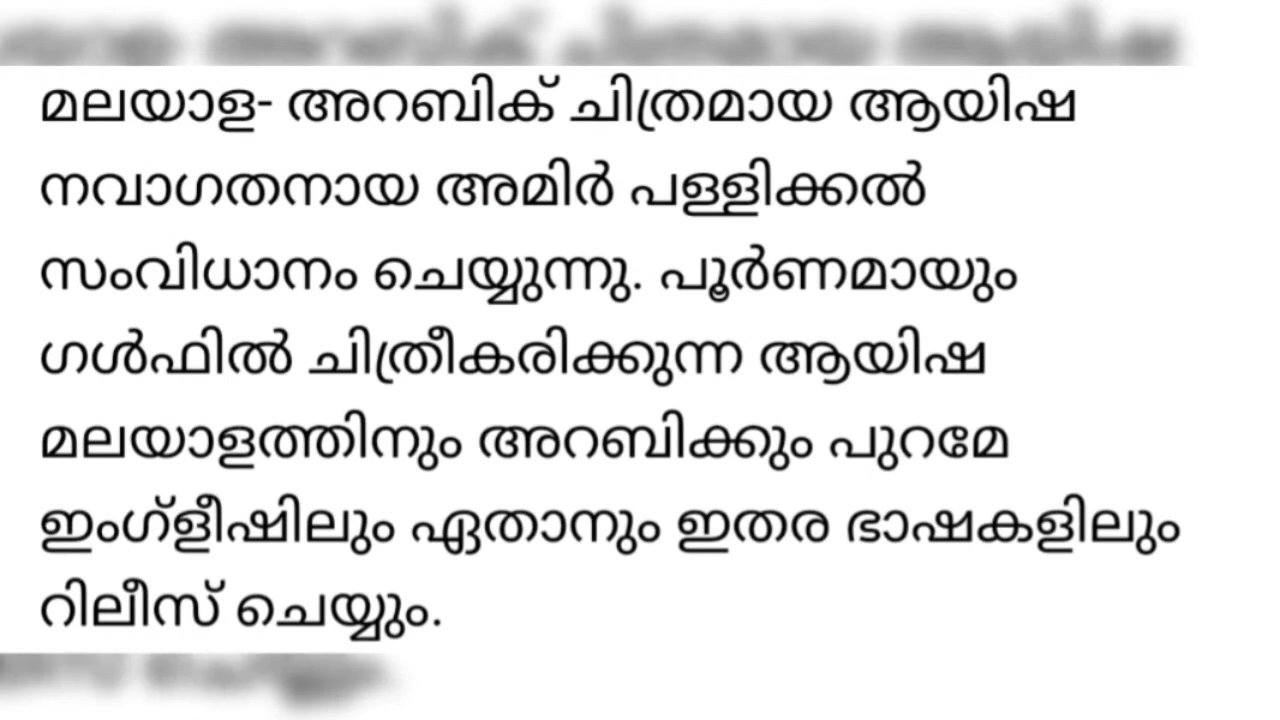 മലയാള- അറബിക് ചിത്രമായ ആയിഷ
നവാഗതനായ അമിർ പള്ളിക്കൽ
സംവിധാനം ചെയ്യുന്നു. പൂർണമായും
ഗൾഫിൽ ചിത്രീകരിക്കുന്ന ആയിഷ
മലയാളത്തിനും അറബിക്കും പുറമേ
ഇംഗ്ളീഷിലും ഏതാനും ഇതര ഭാഷകളിലും
റിലീസ് ചെയ്യും.